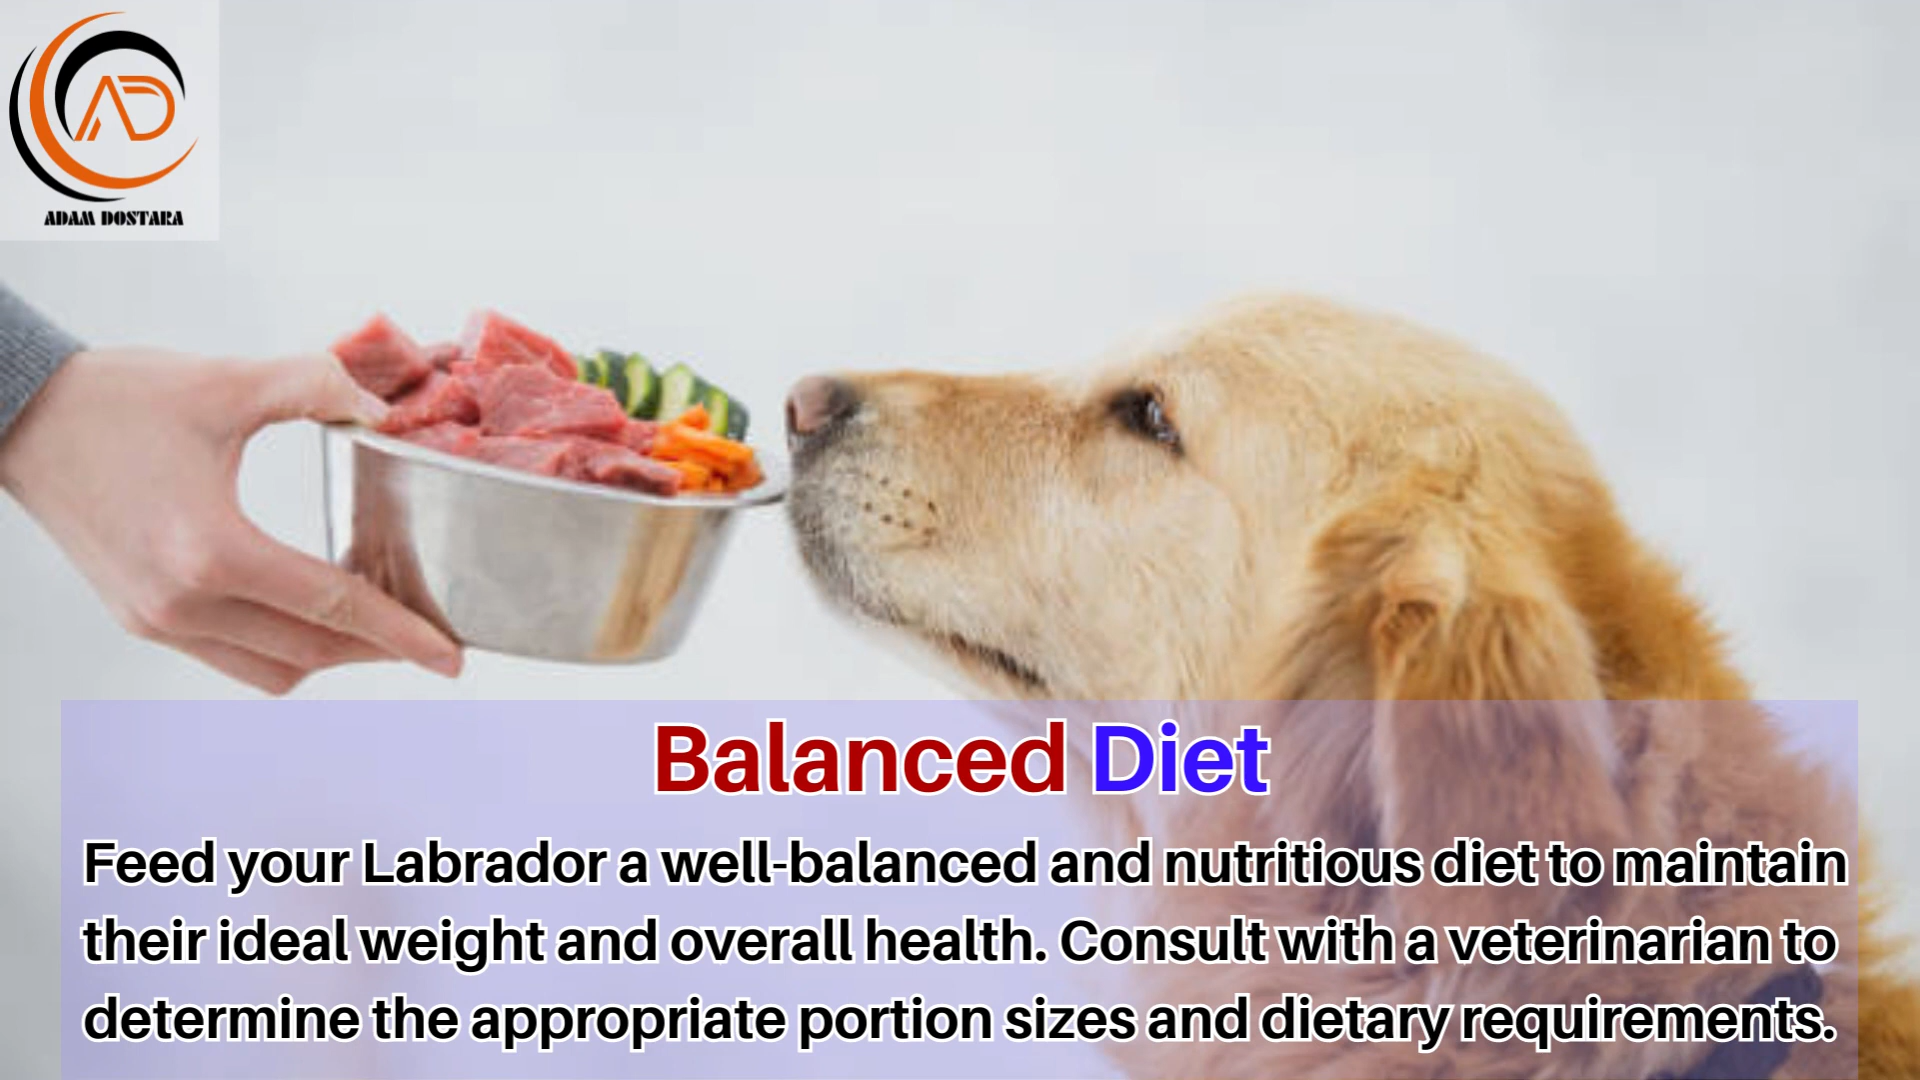 AD
ADAM DOSTARA
Balanced Diet
Feed your Labrador a well-balanced and nutritious diet to maintain
their ideal weight and overall health. Consult with a veterinarian to
determine the appropriate portion sizes and dietary requirements.